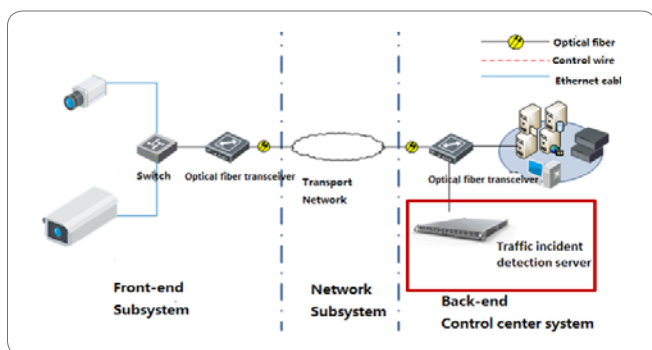 Optical fiber
Control wire
Ethernet cabl
Switch
Optical fiber transceiver
Transport
Network
Optical fiber transceiver
Traffic incident
detection server
Front-end
Subsystem
Network
Subsystem
Back-end
Control center system